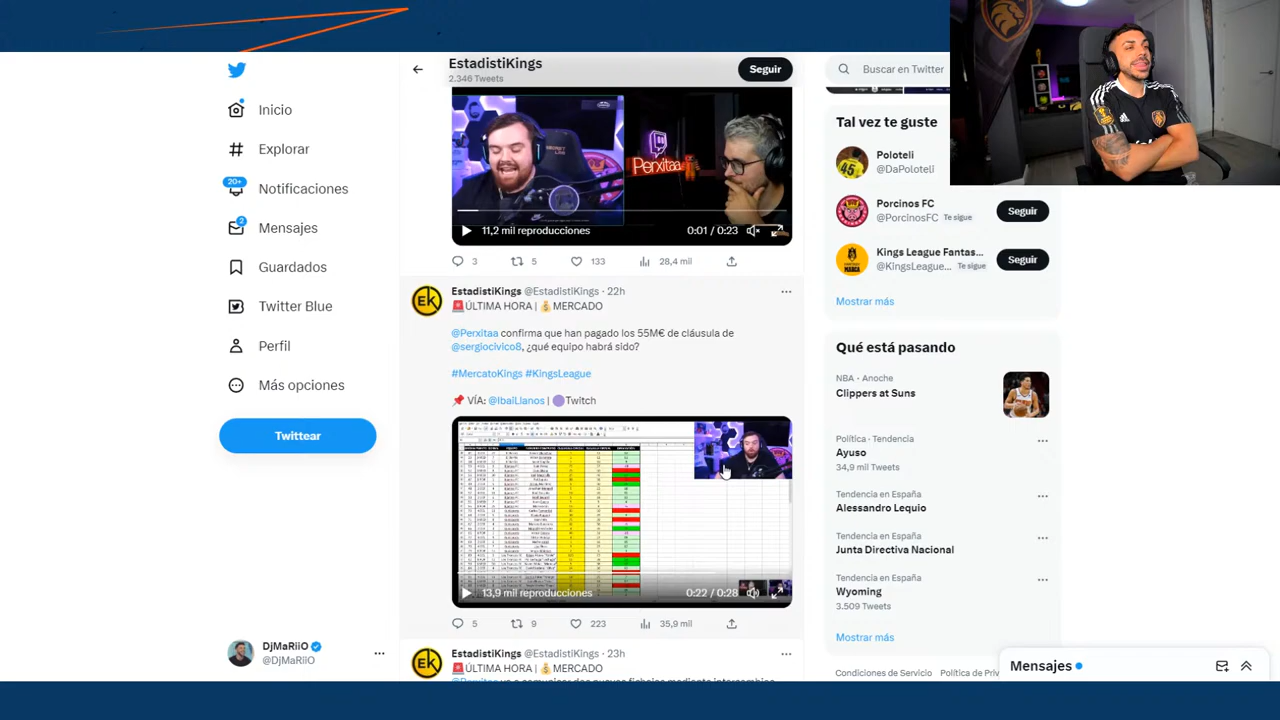 Inicio
Explorar
20+
Notificaciones
2
Mensajes
Guardados
Twitter Blue
Perfil
Más opciones
Twittear
DjMaRiiO
@DjMaRiiO
EstadistiKings
2.346 Tweets
Seguir
Perxitaa
11,2 mil reproducciones
0:01 / 0:23
3
5
133
28,4 mil
EK
EstadistiKings @EstadistiKings · 22h
🚨ÚLTIMA HORA | 💰MERCADO
@Perxitaa confirma que han pagado los 55M€ de cláusula de
@sergiocivico8, ¿qué equipo habrá sido?
#MercatoKings #KingsLeague
📌 VÍA: @IbaiLlanos | 🟣Twitch
13,9 mil reproducciones
0:22 / 0:28
5
9
223
35,9 mil
EK
EstadistiKings @EstadistiKings · 23h
🚨ÚLTIMA HORA | 💰MERCADO
Buscar en Twitter
Tal vez te guste
45
Poloteli
@DaPoloteli
Porcinos FC
@PorcinosFC Te sigue
Seguir
Kings League Fantas...
@KingsLeague... Te sigue
Seguir
Mostrar más
Qué está pasando
NBA · Anoche
Clippers at Suns
Política · Tendencia
Ayuso
34,9 mil Tweets
Tendencia en España
Alessandro Lequio
Tendencia en España
Junta Directiva Nacional
Tendencia en España
Wyoming
3.509 Tweets
Mostrar más
Condiciones de Servicio Política de Priv
Mensajes